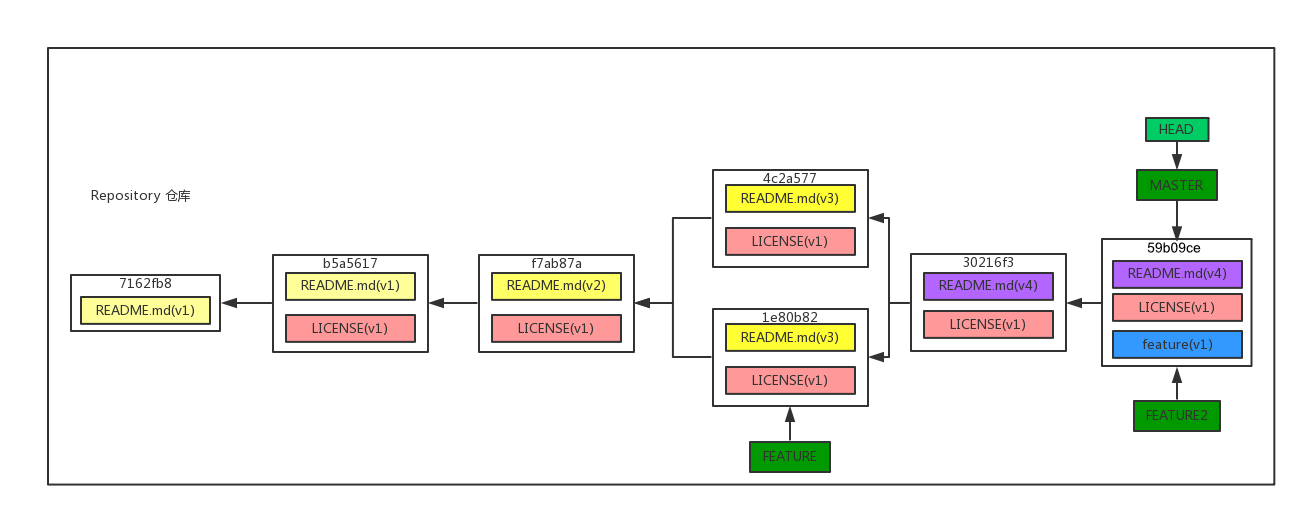 Repository 仓库
7162fb8
README.md(v1)
b5a5617
README.md(v1)
LICENSE(v1)
f7ab87a
README.md(v2)
LICENSE(v1)
4c2a577
README.md(v3)
LICENSE(v1)
1e80b82
README.md(v3)
LICENSE(v1)
FEATURE
30216f3
README.md(v4)
LICENSE(v1)
HEAD
MASTER
59b09ce
README.md(v4)
LICENSE(v1)
feature(v1)
FEATURE2